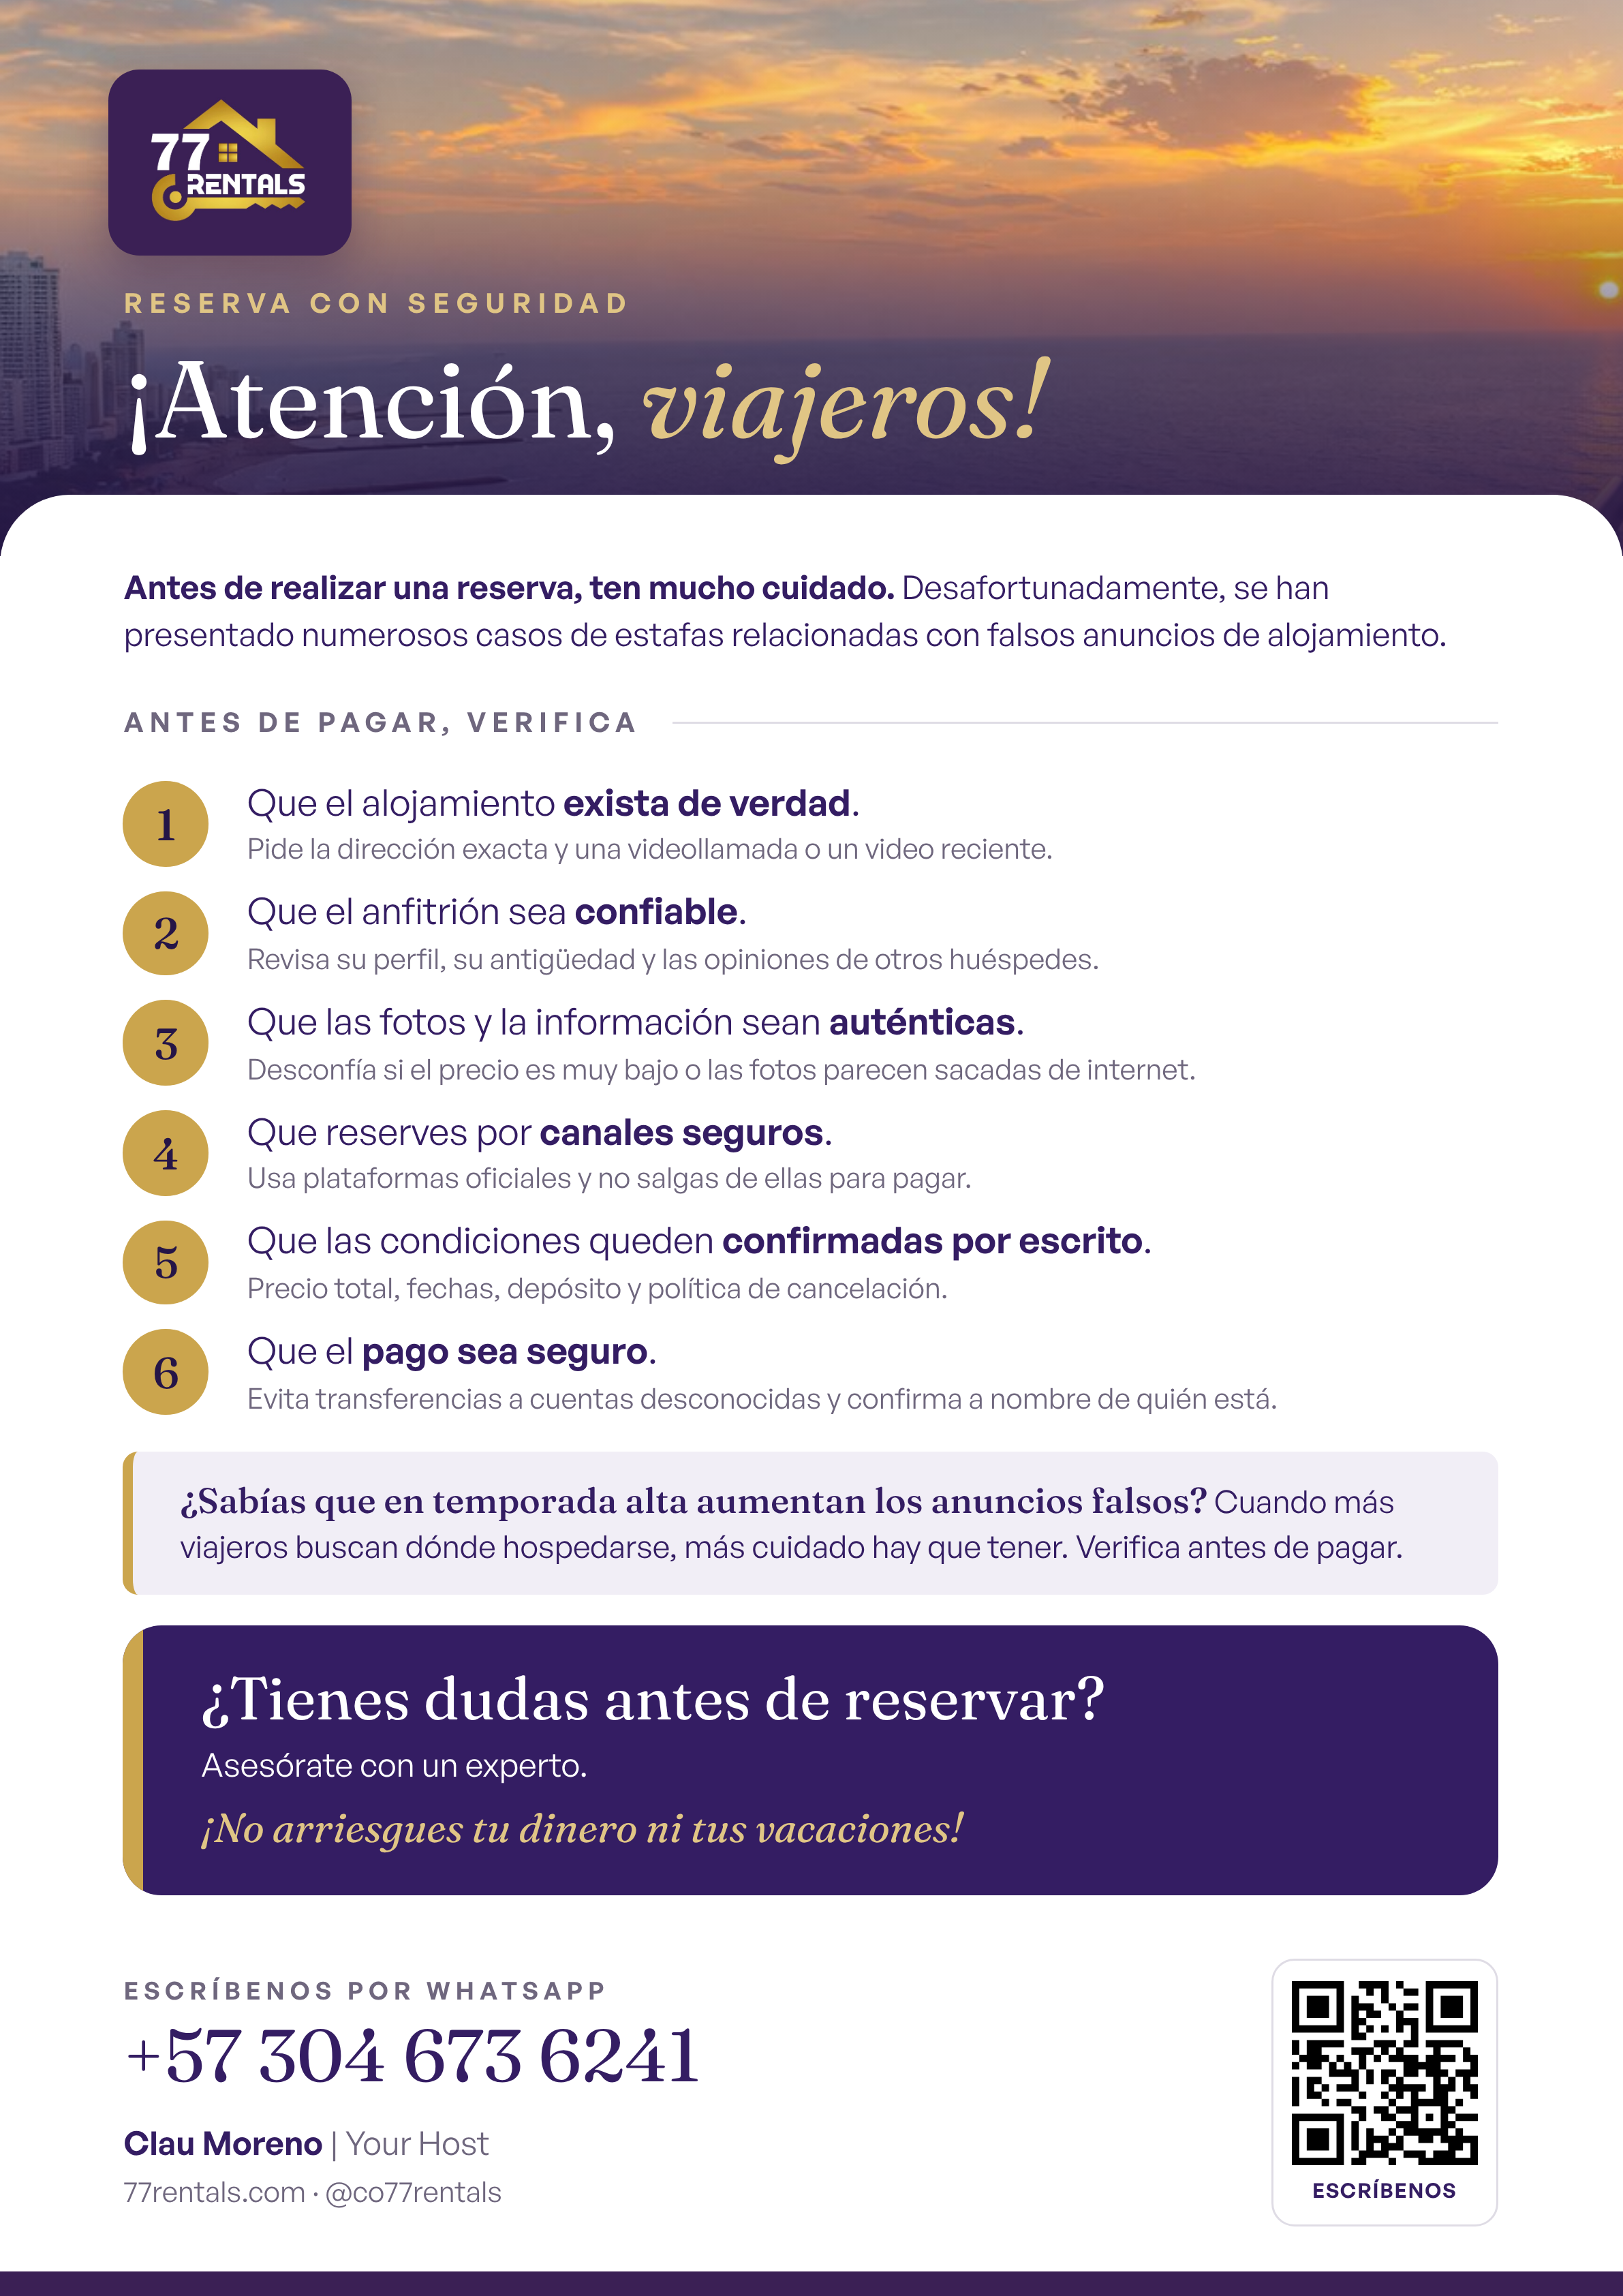 77
RENTALS
RESERVA CON SEGURIDAD
¡Atención, viajeros!
Antes de realizar una reserva, ten mucho cuidado. Desafortunadamente, se han
presentado numerosos casos de estafas relacionadas con falsos anuncios de alojamiento.
ANTES DE PAGAR, VERIFICA
1
Que el alojamiento exista de verdad.
Pide la dirección exacta y una videollamada o un video reciente.
2
Que el anfitrión sea confiable.
Revisa su perfil, su antigüedad y las opiniones de otros huéspedes.
3
Que las fotos y la información sean auténticas.
Desconfía si el precio es muy bajo o las fotos parecen sacadas de internet.
4
Que reserves por canales seguros.
Usa plataformas oficiales y no salgas de ellas para pagar.
5
Que las condiciones queden confirmadas por escrito.
Precio total, fechas, depósito y política de cancelación.
6
Que el pago sea seguro.
Evita transferencias a cuentas desconocidas y confirma a nombre de quién está.
¿Sabías que en temporada alta aumentan los anuncios falsos? Cuando más
viajeros buscan dónde hospedarse, más cuidado hay que tener. Verifica antes de pagar.
¿Tienes dudas antes de reservar?
Asesórate con un experto.
¡No arriesgues tu dinero ni tus vacaciones!
ESCRÍBENOS POR WHATSAPP
+57 304 673 6241
Clau Moreno | Your Host
77rentals.com · @co77rentals
ESCRÍBENOS